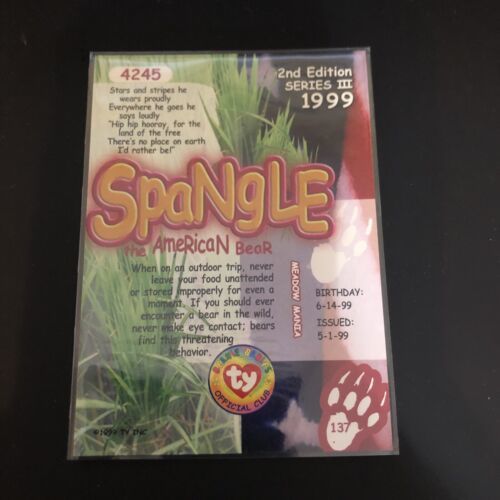 4245
Stars and stripes he
wears proudly
Everywhere he goes he
says loudly
"Hip hip hooray, for the
land of the free
There's no place on earth
I'd rather be!"
2nd Edition
SERIES III
1999
SPaNGLE
the AMeRICaN BeaR
When on an outdoor trip, never
leave your food unattended
or stored improperly for even a
moment. If you should ever
encounter a bear in the wild,
never make eye contact; bears
find this threatening
behavior.
MEADOW MANIA
BIRTHDAY:
6-14-99
ISSUED:
5-1-99
BEANIE BABIES
ty
OFFICIAL CLUB
137
©1999 TY INC